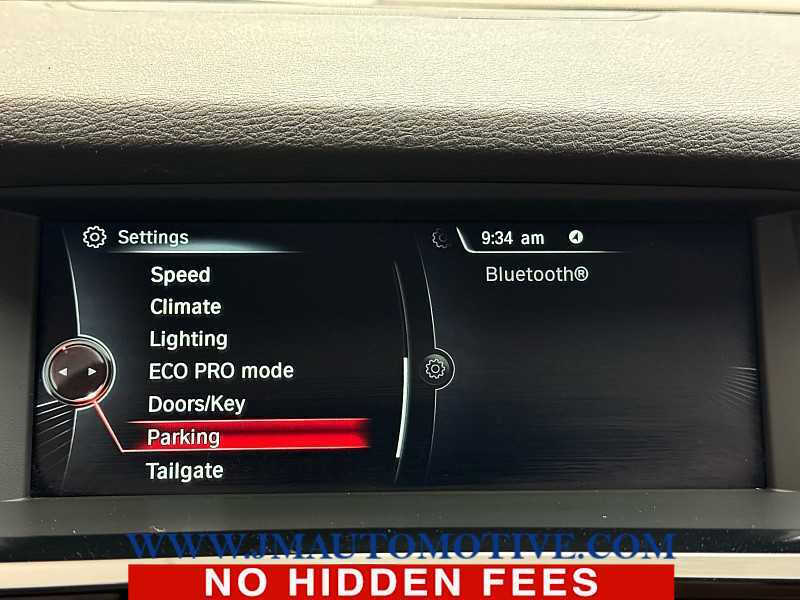 Settings
Speed
Climate
Lighting
ECO PRO mode
Doors/Key
Parking
Tailgate
9:34 am
Bluetooth®
WWW.JMAUTOMOTIVE.COM
NO HIDDEN FEES